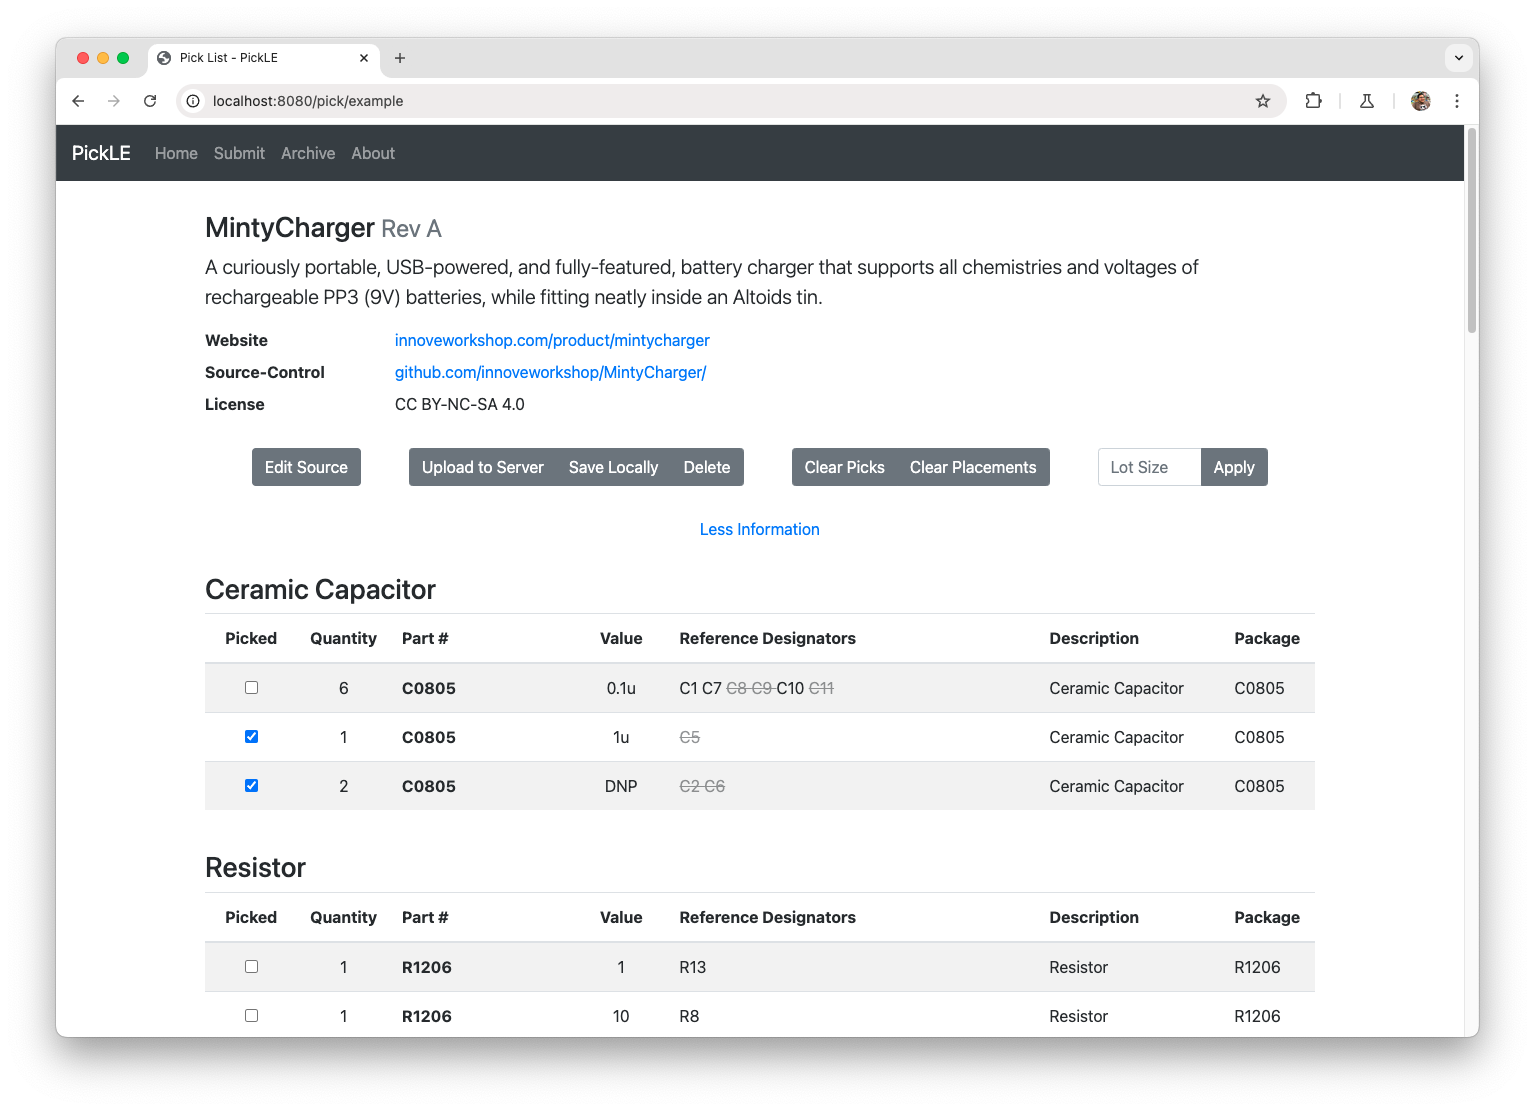 Pick List - PickLE
localhost:8080/pick/example
PickLE Home Submit Archive About
MintyCharger Rev A
A curiously portable, USB-powered, and fully-featured, battery charger that supports all chemistries and voltages of
rechargeable PP3 (9V) batteries, while fitting neatly inside an Altoids tin.
Website innoveworkshop.com/product/mintycharger
Source-Control github.com/innoveworkshop/MintyCharger/
License CC BY-NC-SA 4.0
Edit Source Upload to Server Save Locally Delete Clear Picks Clear Placements Lot Size Apply
Less Information
Ceramic Capacitor
Picked Quantity Part # Value Reference Designators Description Package
6 C0805 0.1u C1 C7 C8 C9 C10 C11 Ceramic Capacitor C0805
1 C0805 1u C5 Ceramic Capacitor C0805
2 C0805 DNP C2 C6 Ceramic Capacitor C0805
Resistor
Picked Quantity Part # Value Reference Designators Description Package
1 R1206 1 R13 Resistor R1206
1 R1206 10 R8 Resistor R1206